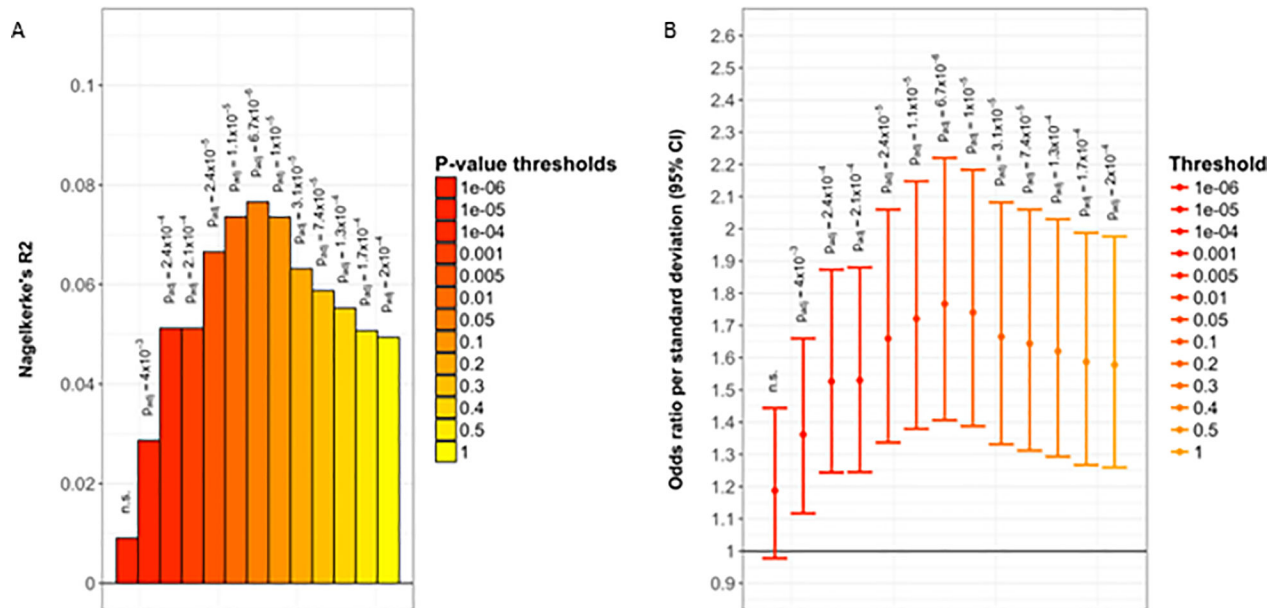 A
Nagelkerke's R2
0.1
0.08
0.06
0.04
0.02
0
n.s.
padj = 4x10−3
padj = 2.4x10−4
padj = 2.1x10−4
padj = 2.4x10−5
padj = 1.1x10−5
padj = 6.7x10−6
padj = 1x10−5
padj = 3.1x10−5
padj = 7.4x10−5
padj = 1.3x10−4
padj = 1.7x10−4
padj = 2x10−4
P-value thresholds
1e-06
1e-05
1e-04
0.001
0.005
0.01
0.05
0.1
0.2
0.3
0.4
0.5
1
B
Odds ratio per standard deviation (95% CI)
2.6
2.5
2.4
2.3
2.2
2.1
2
1.9
1.8
1.7
1.6
1.5
1.4
1.3
1.2
1.1
1
0.9
n.s.
padj = 4x10−3
padj = 2.4x10−4
padj = 2.1x10−4
padj = 2.4x10−5
padj = 1.1x10−5
padj = 6.7x10−6
padj = 1x10−5
padj = 3.1x10−5
padj = 7.4x10−5
padj = 1.3x10−4
padj = 1.7x10−4
padj = 2x10−4
Threshold
1e-06
1e-05
1e-04
0.001
0.005
0.01
0.05
0.1
0.2
0.3
0.4
0.5
1